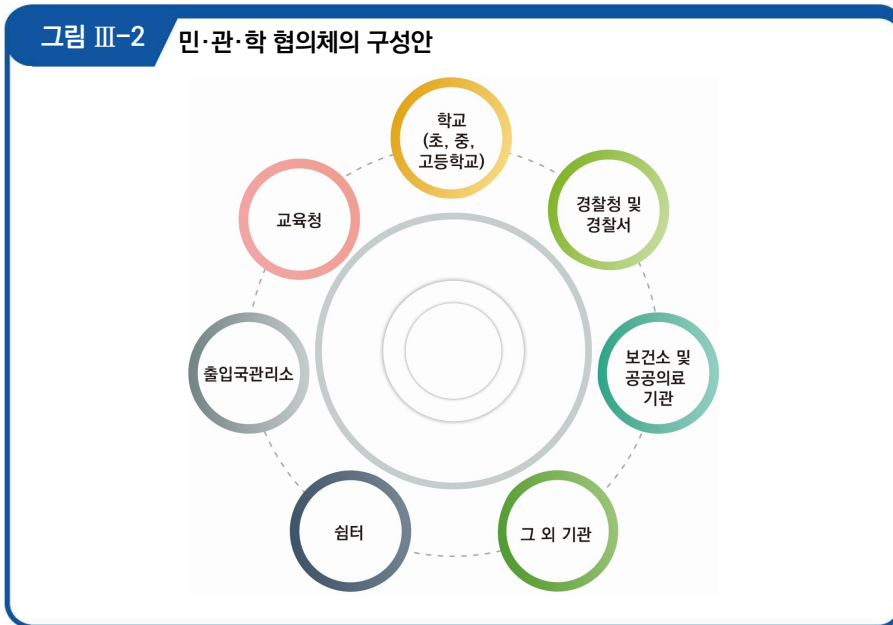 그림 Ⅲ-2 민·관·학 협의체의 구성안
학교
(초, 중,
고등학교)
경찰청 및
경찰서
교육청
출입국관리소
보건소 및
공공의료
기관
쉼터
그 외 기관